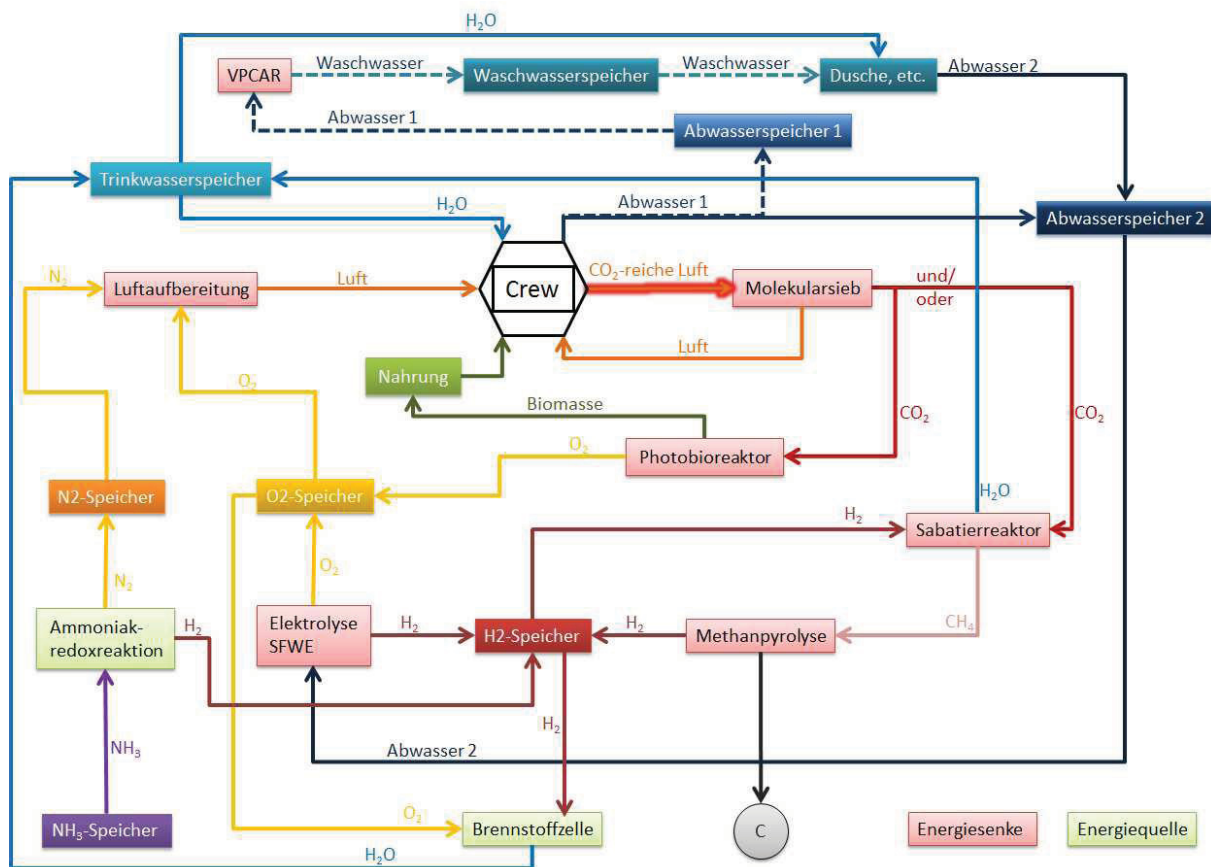 H₂O
VPCAR
Waschwasser
Waschwasserspeicher
Waschwasser
Dusche, etc.
Abwasser 2
Abwasser 1
Abwasserspeicher 1
Trinkwasserspeicher
H₂O
Abwasser 1
Abwasserspeicher 2
N₂
Luftaufbereitung
Luft
Crew
CO₂-reiche Luft
Molekularsieb
und/
oder
Luft
Nahrung
O₂
Biomasse
CO₂
CO₂
O₂
Photobioreaktor
N2-Speicher
O2-Speicher
H₂O
H₂
Sabatierreaktor
N₂
O₂
Ammoniak-
redoxreaktion
H₂
Elektrolyse
SFWE
H₂
H2-Speicher
H₂
Methanpyrolyse
CH₄
H₂
NH₃
Abwasser 2
NH₃-Speicher
O₂
Brennstoffzelle
C
Energiesenke
Energiequelle
H₂O